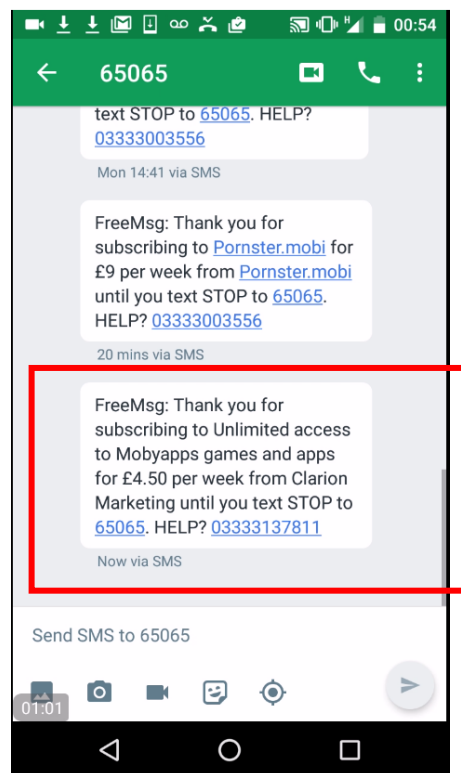 00:54
65065
text STOP to 65065. HELP?
03333003556
Mon 14:41 via SMS
FreeMsg: Thank you for
subscribing to Pornster.mobi for
£9 per week from Pornster.mobi
until you text STOP to 65065.
HELP? 03333003556
20 mins via SMS
FreeMsg: Thank you for
subscribing to Unlimited access
to Mobyapps games and apps
for £4.50 per week from Clarion
Marketing until you text STOP to
65065. HELP? 03333137811
Now via SMS
Send SMS to 65065
01:01